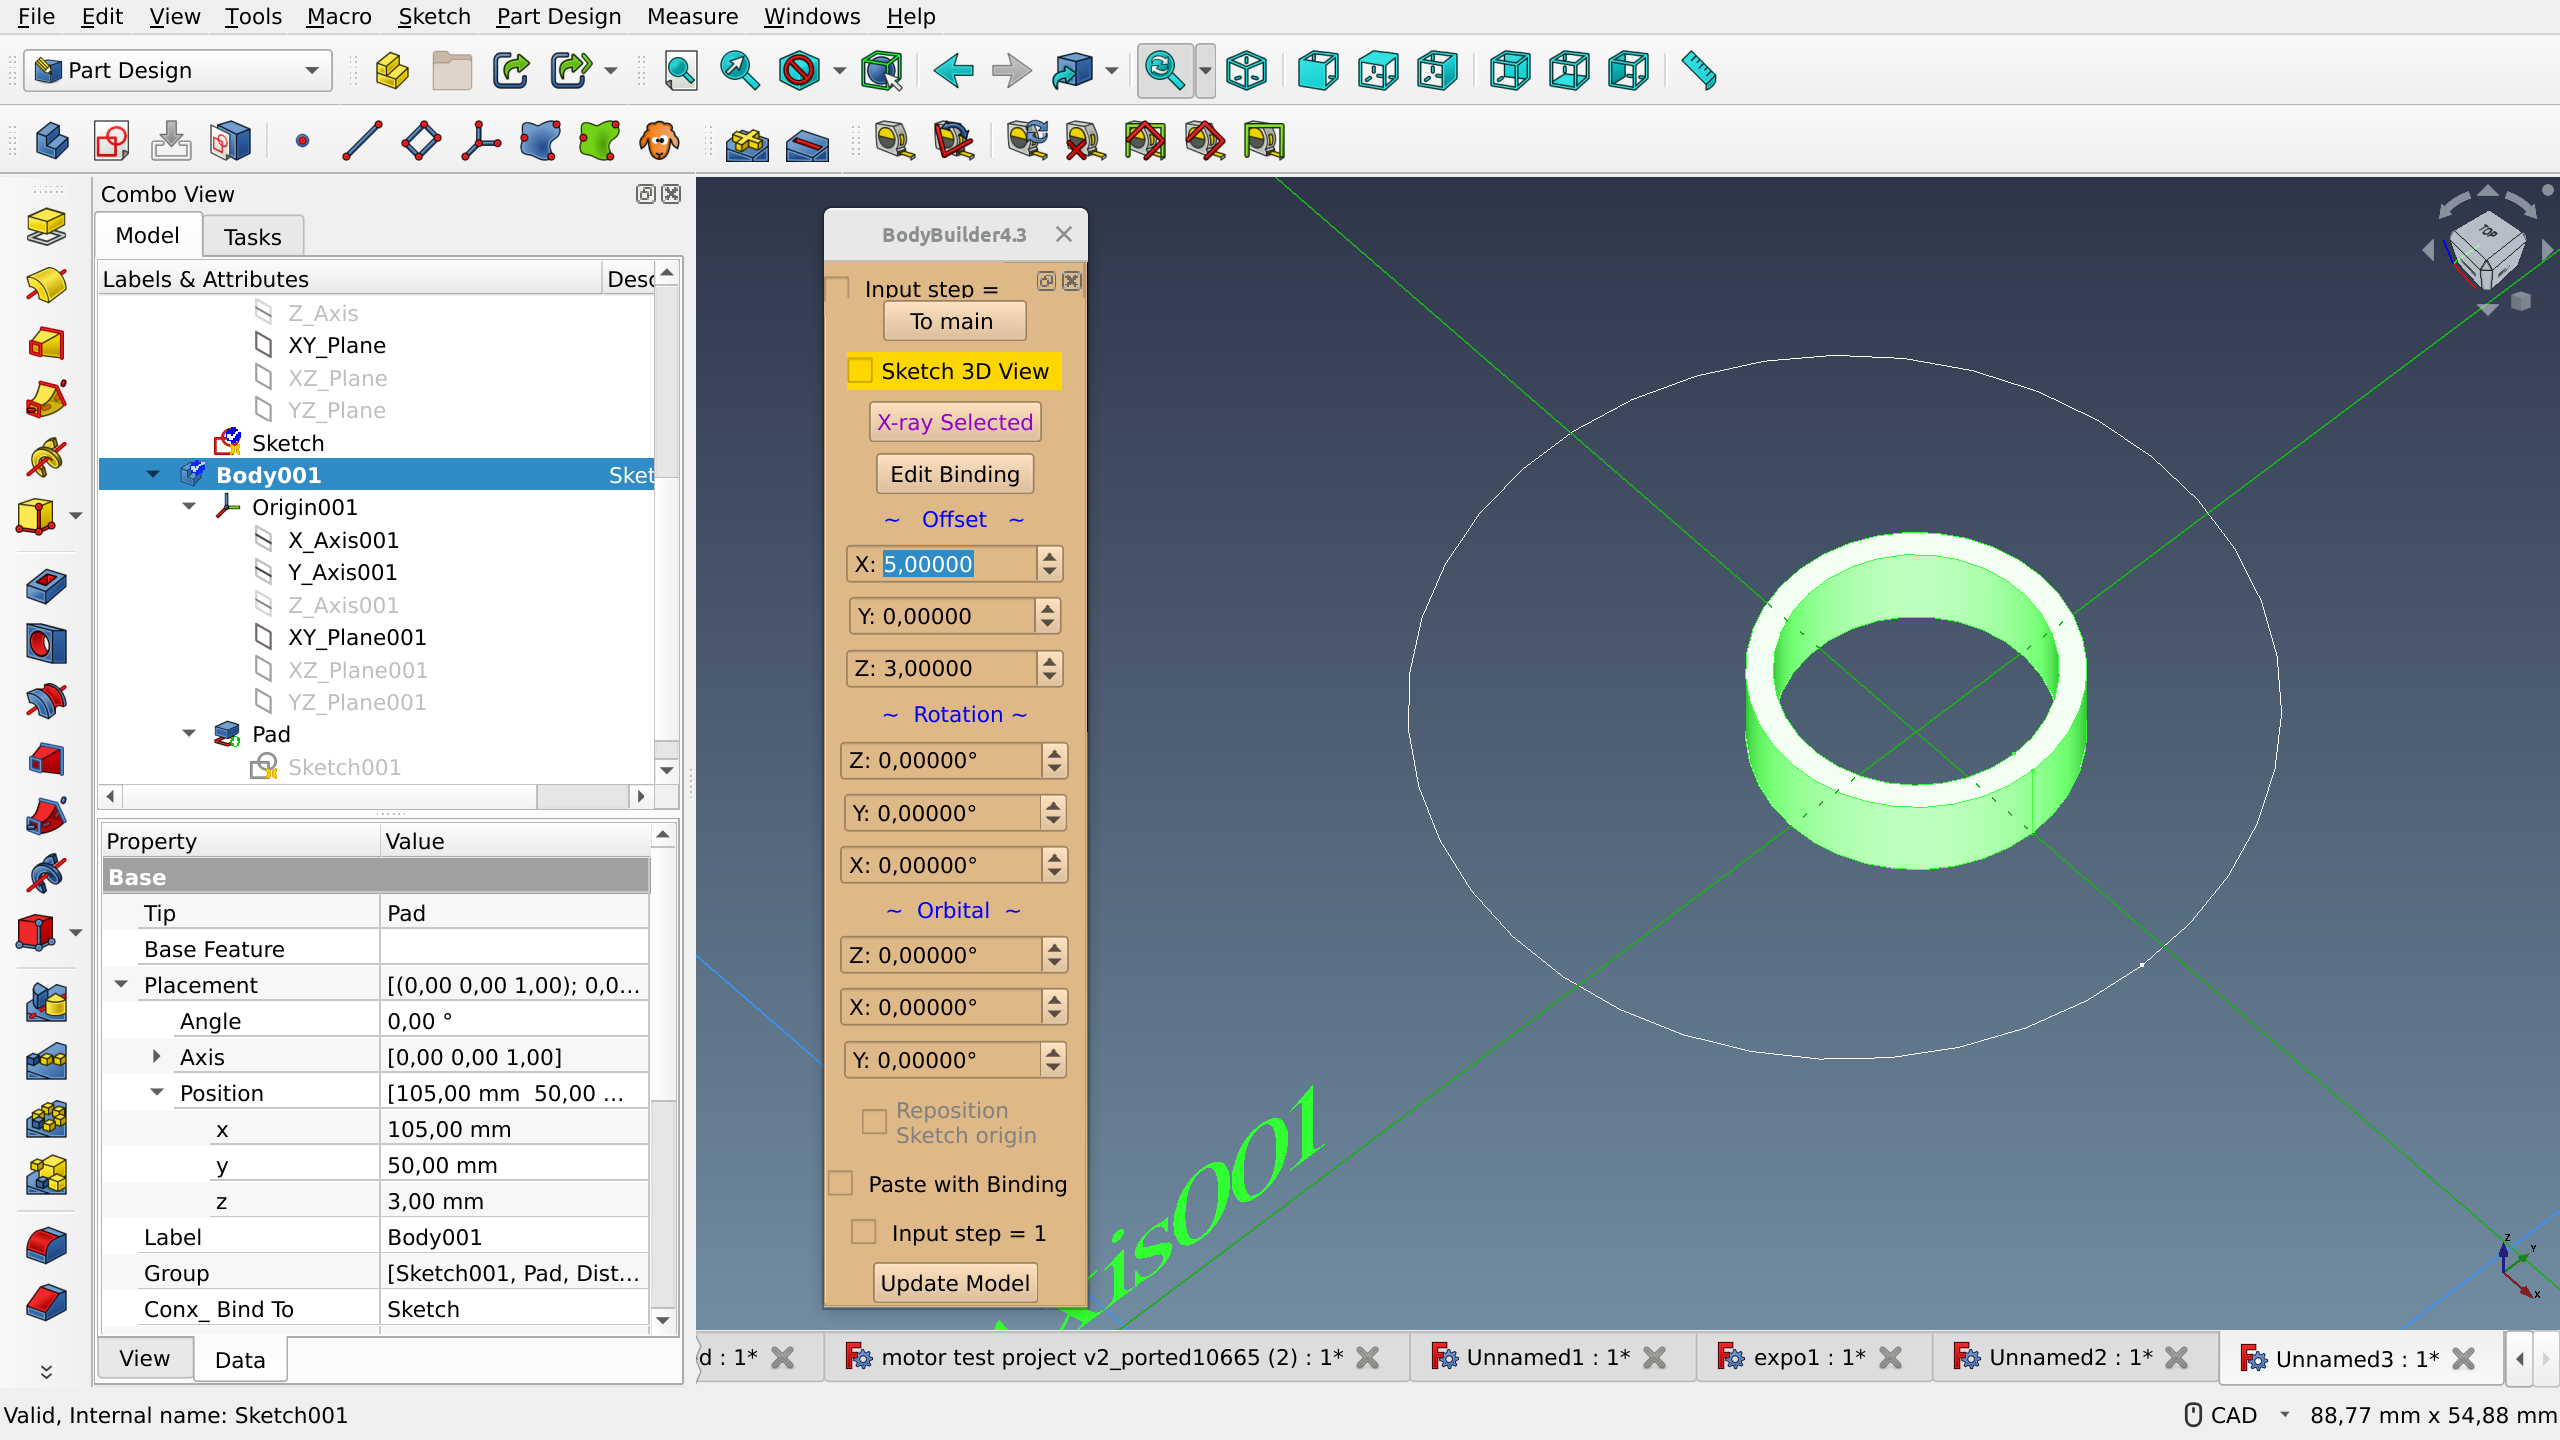 File Edit View Tools Macro Sketch Part Design Measure Windows Help
Part Design
Combo View
Model Tasks
Labels & Attributes Desc
Z_Axis
XY_Plane
XZ_Plane
YZ_Plane
Sketch
Body001 Sket
Origin001
X_Axis001
Y_Axis001
Z_Axis001
XY_Plane001
XZ_Plane001
YZ_Plane001
Pad
Sketch001
Property Value
Base
Tip Pad
Base Feature
Placement [(0,00 0,00 1,00); 0,0...
Angle 0,00 °
Axis [0,00 0,00 1,00]
Position [105,00 mm 50,00 ...
x 105,00 mm
y 50,00 mm
z 3,00 mm
Label Body001
Group [Sketch001, Pad, Dist...
Conx_ Bind To Sketch
View Data
BodyBuilder4.3
Input step =
To main
Sketch 3D View
X-ray Selected
Edit Binding
~ Offset ~
X: 5,00000
Y: 0,00000
Z: 3,00000
~ Rotation ~
Z: 0,00000°
Y: 0,00000°
X: 0,00000°
~ Orbital ~
Z: 0,00000°
X: 0,00000°
Y: 0,00000°
Reposition
Sketch origin
Paste with Binding
Input step = 1
Update Model
TOP
xis001
Z
Y
X
d : 1* motor test project v2_ported10665 (2) : 1* Unnamed1 : 1* expo1 : 1* Unnamed2 : 1* Unnamed3 : 1*
Valid, Internal name: Sketch001 CAD 88,77 mm x 54,88 mm